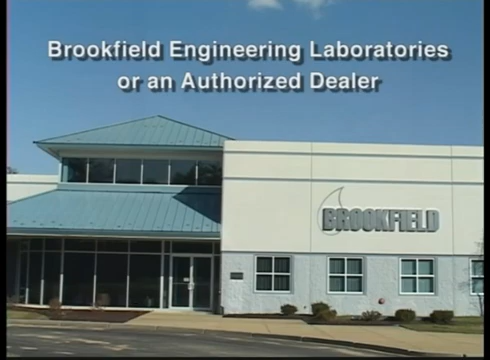 Brookfield Engineering Laboratories
or an Authorized Dealer
BROOKFIELD